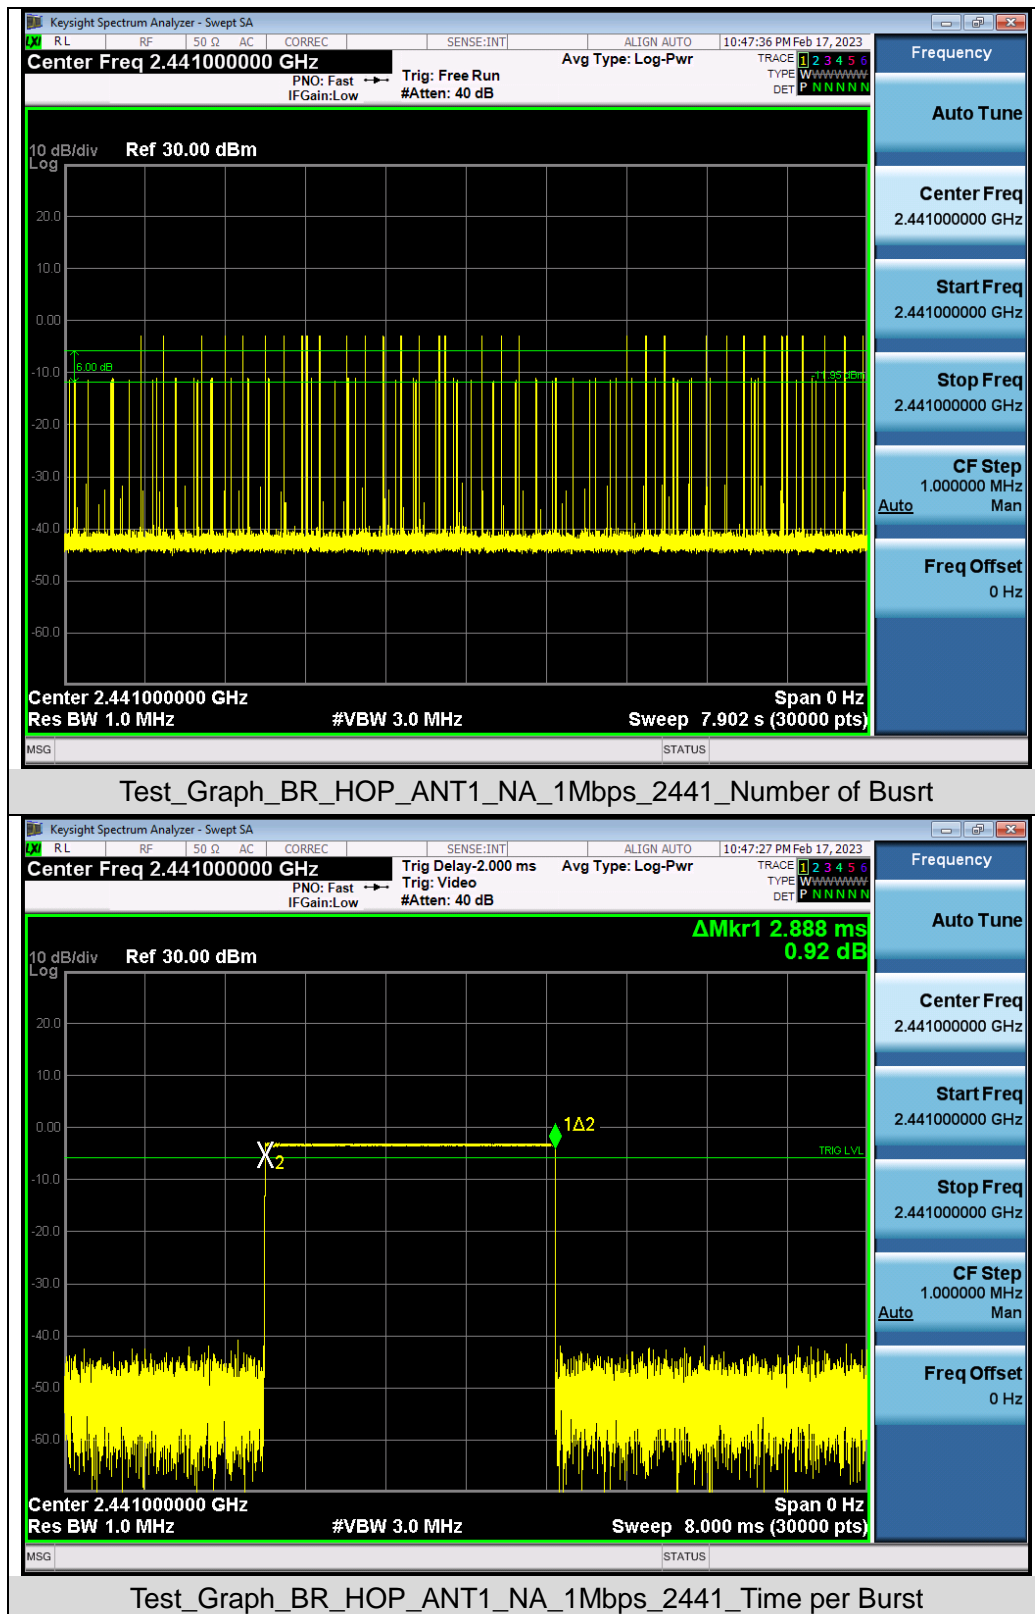 Keysight Spectrum Analyzer - Swept SA
LXI RL RF 50 Ω AC CORREC SENSE:INT ALIGN AUTO 10:47:36 PM Feb 17, 2023
Center Freq 2.441000000 GHz
PNO: Fast
IFGain:Low
Trig: Free Run
#Atten: 40 dB
Avg Type: Log-Pwr
TRACE 1 2 3 4 5 6
TYPE WWWWWW
DET P N N N N N
Frequency
10 dB/div Ref 30.00 dBm
Log
20.0
10.0
0.00
-10.0
-20.0
-30.0
-40.0
-50.0
-60.0
6.00 dB
-11.95 dBm
Center 2.441000000 GHz Span 0 Hz
Res BW 1.0 MHz #VBW 3.0 MHz Sweep 7.902 s (30000 pts)
Auto Tune
Center Freq
2.441000000 GHz
Start Freq
2.441000000 GHz
Stop Freq
2.441000000 GHz
CF Step
1.000000 MHz
Auto Man
Freq Offset
0 Hz
MSG STATUS
Test_Graph_BR_HOP_ANT1_NA_1Mbps_2441_Number of Busrt
Keysight Spectrum Analyzer - Swept SA
LXI RL RF 50 Ω AC CORREC SENSE:INT ALIGN AUTO 10:47:27 PM Feb 17, 2023
Center Freq 2.441000000 GHz
PNO: Fast
IFGain:Low
Trig Delay-2.000 ms
Trig: Video
#Atten: 40 dB
Avg Type: Log-Pwr
TRACE 1 2 3 4 5 6
TYPE WWWWWW
DET P N N N N N
Frequency
ΔMkr1 2.888 ms
0.92 dB
10 dB/div Ref 30.00 dBm
Log
20.0
10.0
0.00
-10.0
-20.0
-30.0
-40.0
-50.0
-60.0
1Δ2
X2
TRIG LVL
Center 2.441000000 GHz Span 0 Hz
Res BW 1.0 MHz #VBW 3.0 MHz Sweep 8.000 ms (30000 pts)
Auto Tune
Center Freq
2.441000000 GHz
Start Freq
2.441000000 GHz
Stop Freq
2.441000000 GHz
CF Step
1.000000 MHz
Auto Man
Freq Offset
0 Hz
MSG STATUS
Test_Graph_BR_HOP_ANT1_NA_1Mbps_2441_Time per Burst